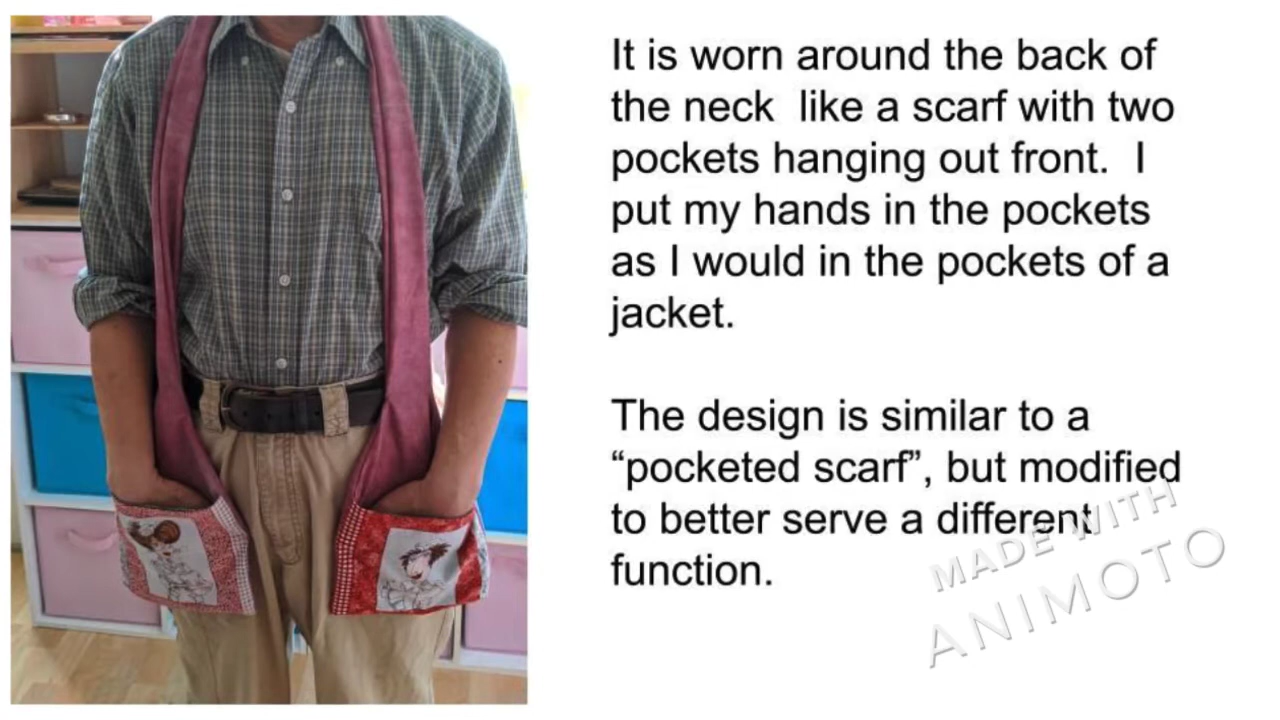 It is worn around the back of
the neck  like a scarf with two
pockets hanging out front.  I
put my hands in the pockets
as I would in the pockets of a
jacket.
The design is similar to a
“pocketed scarf”, but modified
to better serve a different
function.
MADE WITH
ANIMOTO